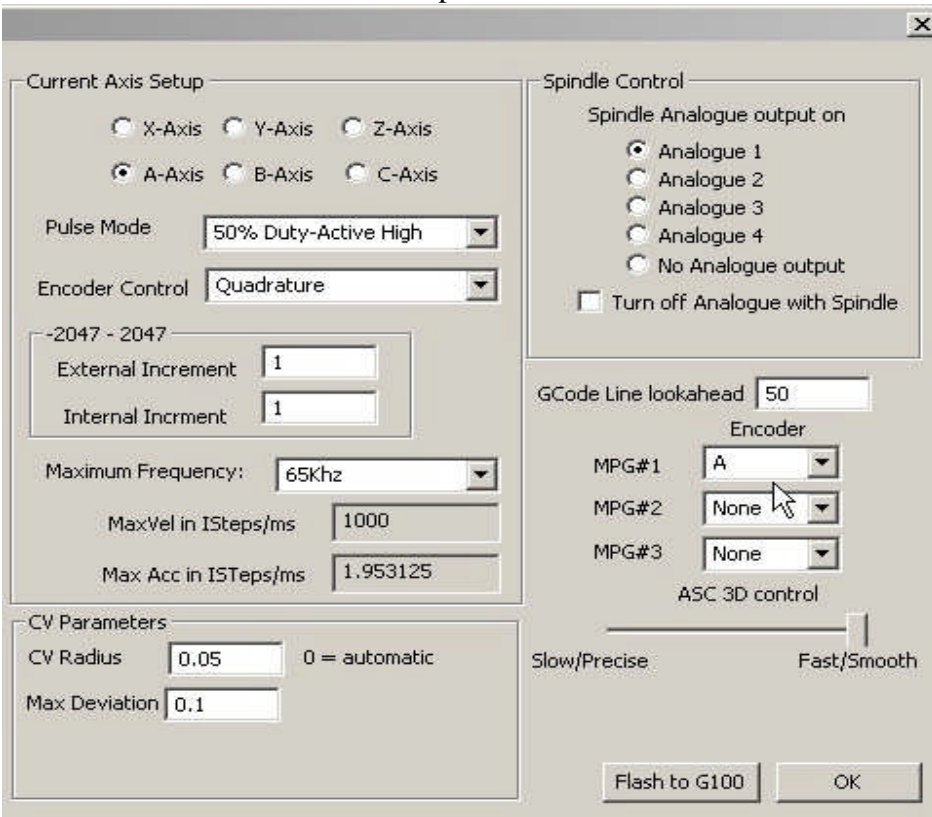 Current Axis Setup
X-Axis Y-Axis Z-Axis
A-Axis B-Axis C-Axis
Pulse Mode 50% Duty-Active High
Encoder Control Quadrature
-2047 - 2047
External Increment 1
Internal Incrment 1
Maximum Frequency: 65Khz
MaxVel in ISteps/ms 1000
Max Acc in ISTeps/ms 1.953125
CV Parameters
CV Radius 0.05 0 = automatic
Max Deviation 0.1
Spindle Control
Spindle Analogue output on
Analogue 1
Analogue 2
Analogue 3
Analogue 4
No Analogue output
Turn off Analogue with Spindle
GCode Line lookahead 50
Encoder
MPG#1 A
MPG#2 None
MPG#3 None
ASC 3D control
Slow/Precise Fast/Smooth
Flash to G100 OK